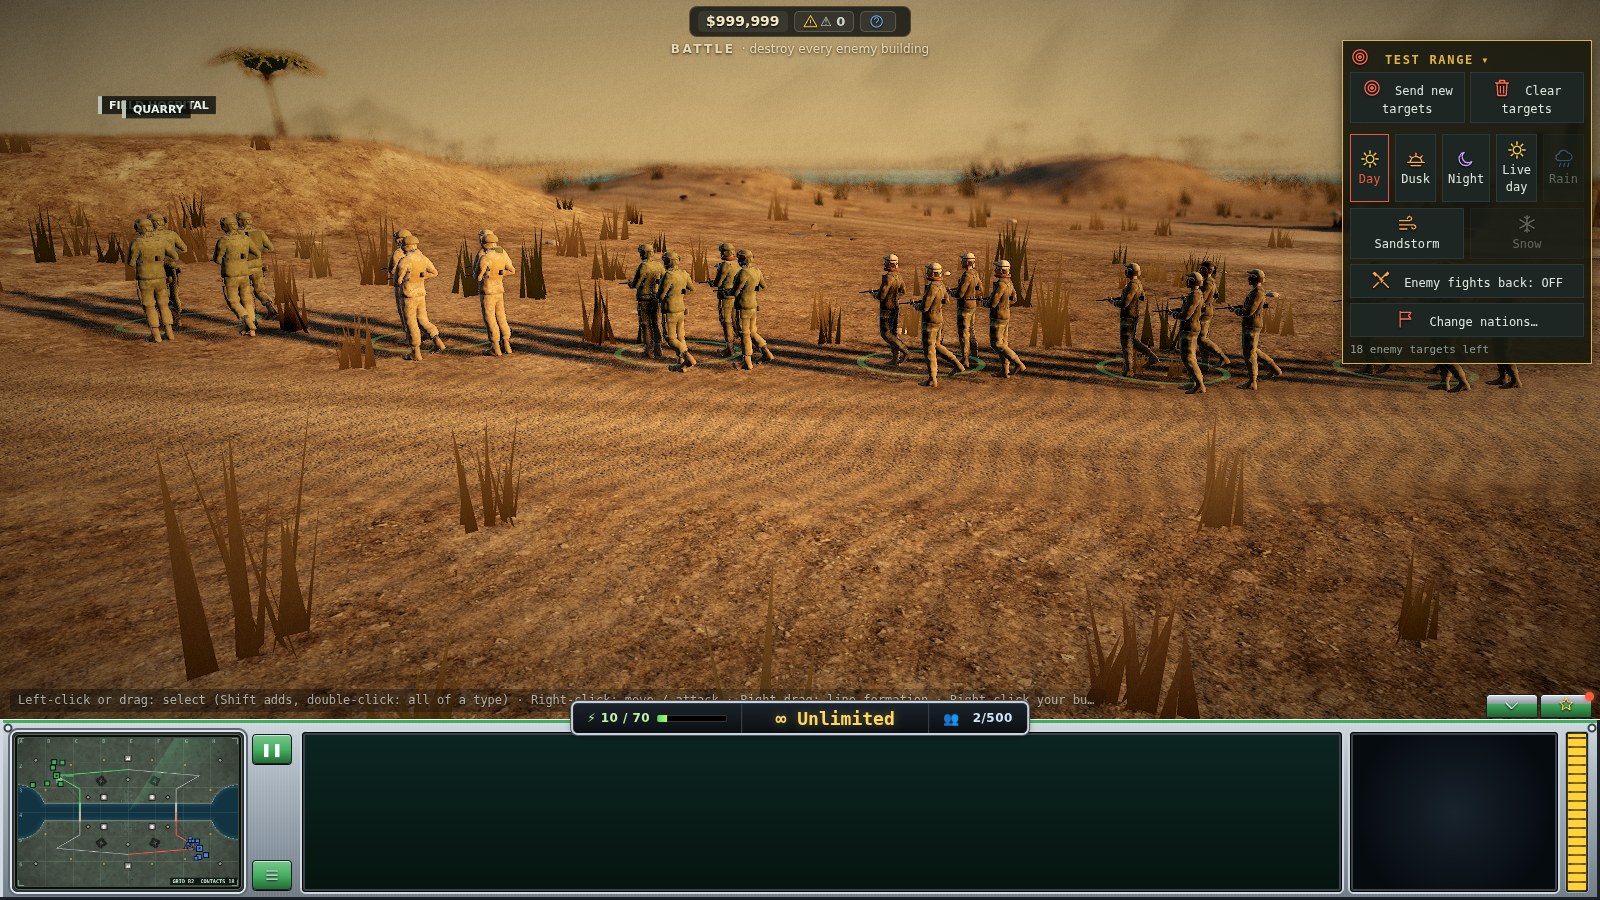 $999,999
⚠ 0
BATTLE · destroy every enemy building
TEST RANGE ▾
Send new targets
Clear targets
QUARRY
Day
Dusk
Night
Live day
Rain
Sandstorm
Snow
Enemy fights back: OFF
Change nations…
18 enemy targets left
Left-click or drag: select (Shift adds, double-click: all of a type) · Right-click: move / attack · Right-drag: line formation · Right-click your bu…
⚡ 10 / 70
∞ Unlimited
2/500